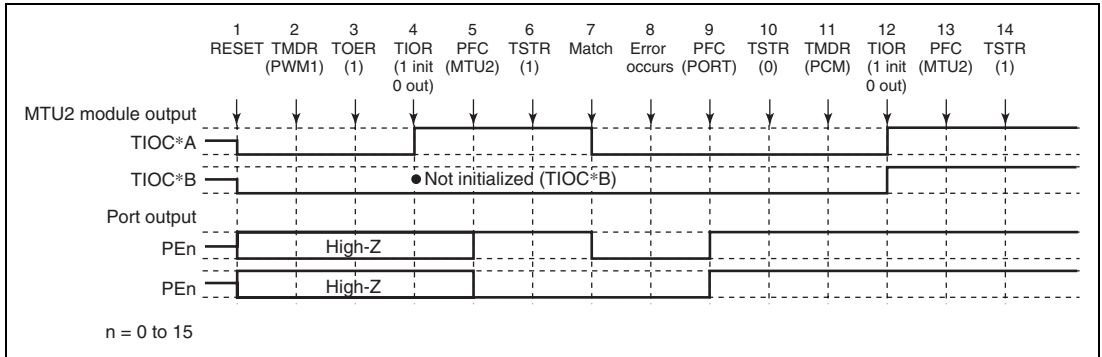 1 2 3 4 5 6 7 8 9 10 11 12 13 14
RESET TMDR TOER TIOR PFC TSTR Match Error PFC TSTR TMDR TIOR PFC TSTR
(PWM1) (1) (1 init (MTU2) (1) occurs (PORT) (0) (PCM) (1 init (MTU2) (1)
0 out) 0 out)
MTU2 module output
TIOC*A
TIOC*B ●Not initialized (TIOC*B)
Port output
PEn High-Z
PEn High-Z
n = 0 to 15